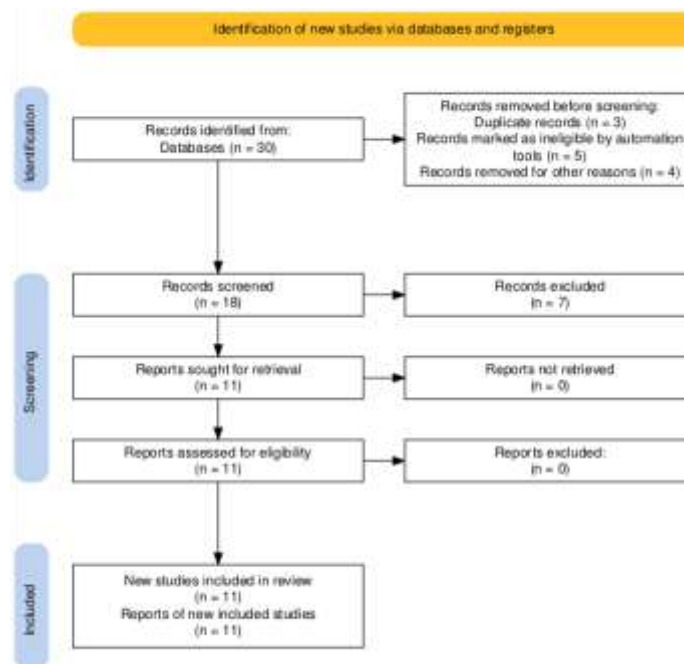 Identification of new studies via databases and registers
Identification
Records identified from:
Databases (n = 30)
Records removed before screening:
Duplicate records (n = 3)
Records marked as ineligible by automation
tools (n = 5)
Records removed for other reasons (n = 4)
Screening
Records screened
(n = 18)
Records excluded
(n = 7)
Reports sought for retrieval
(n = 11)
Reports not retrieved
(n = 0)
Reports assessed for eligibility
(n = 11)
Reports excluded:
(n = 0)
Included
New studies included in review
(n = 11)
Reports of new included studies
(n = 11)